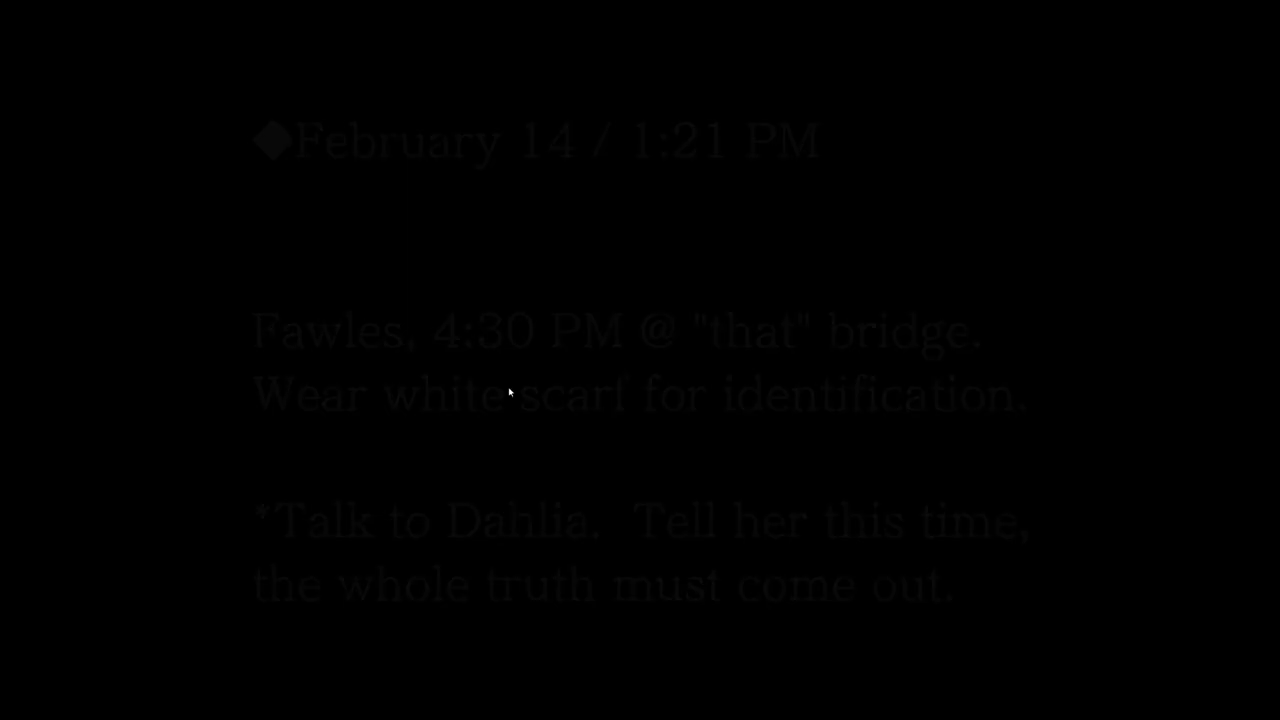 ◆February 14 / 1:21 PM
Fawles, 4:30 PM @ "that" bridge.
Wear white scarf for identification.
*Talk to Dahlia.  Tell her this time,
the whole truth must come out.